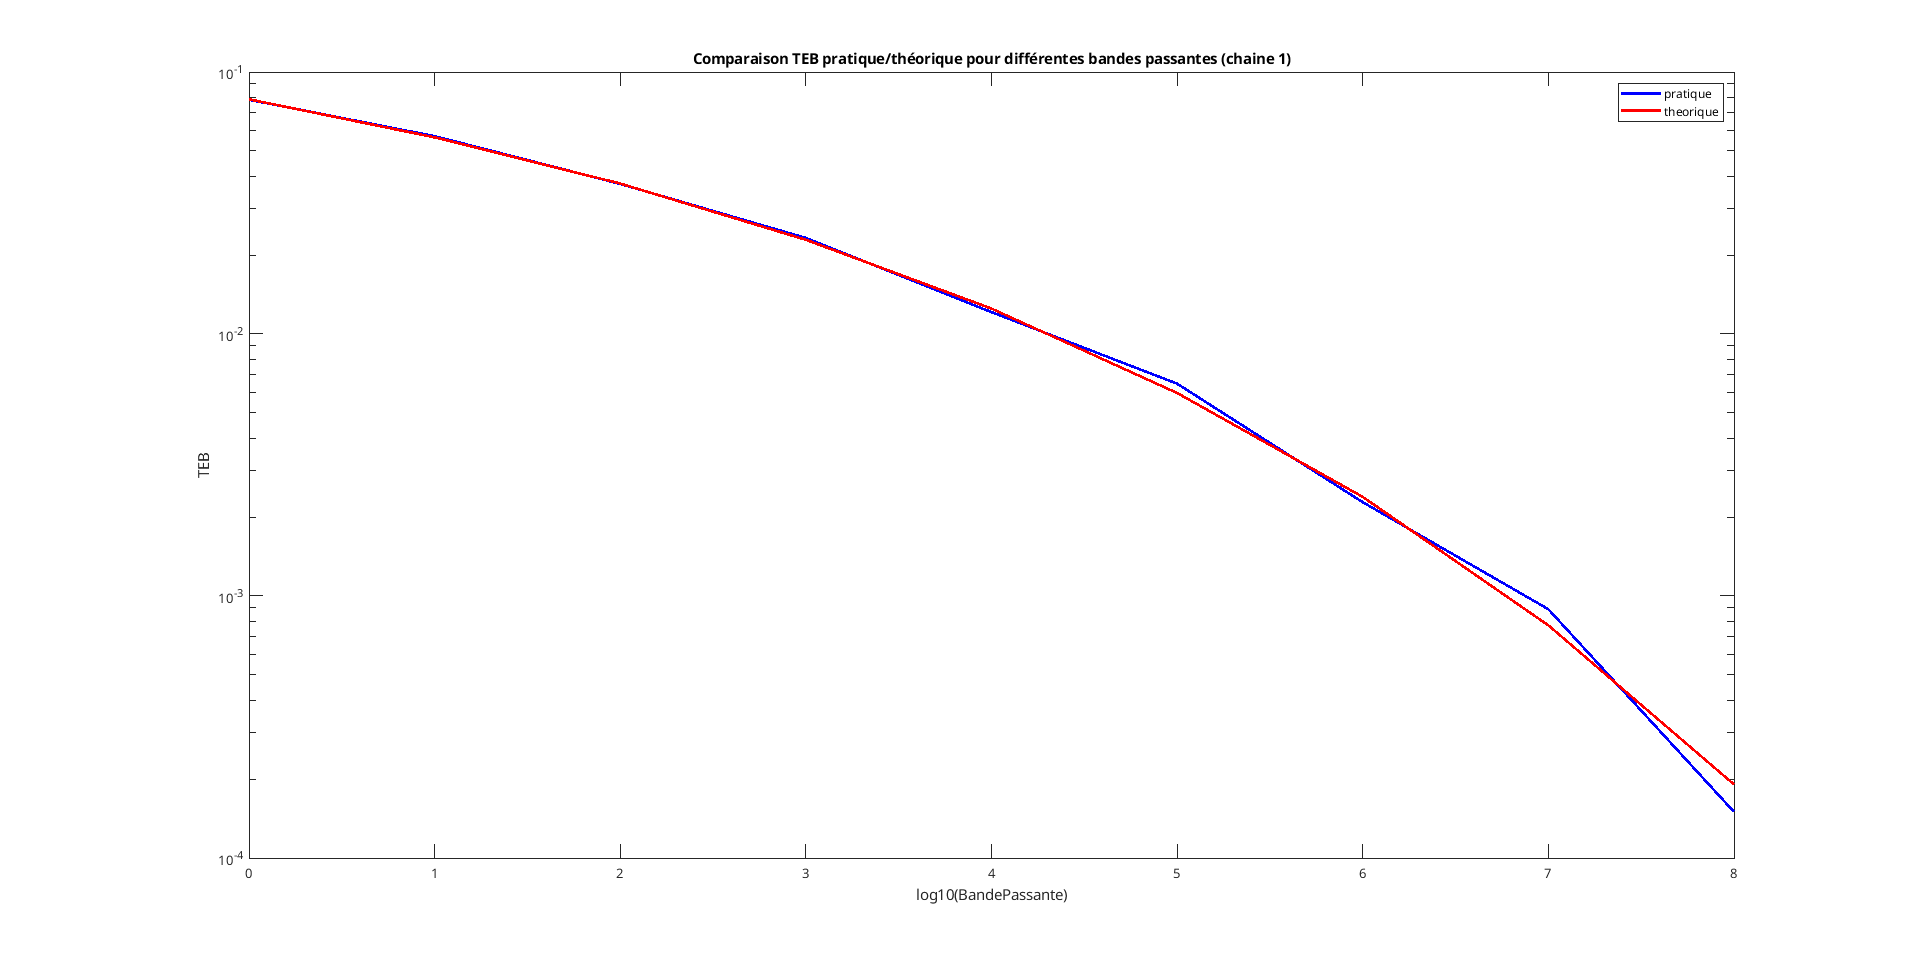 Comparaison TEB pratique/théorique pour différentes bandes passantes (chaine 1)
pratique
theorique
10^-1
10^-2
10^-3
10^-4
TEB
0 1 2 3 4 5 6 7 8
log10(BandePassante)